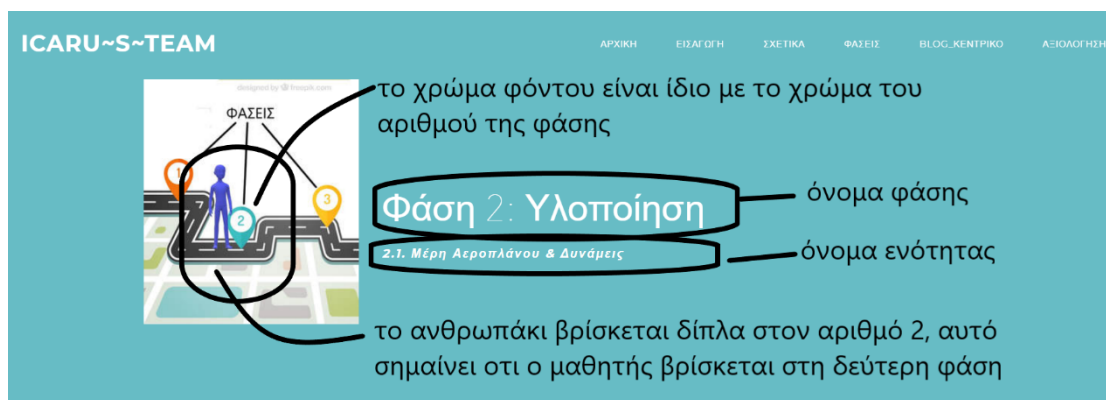 ICARU~S~TEAM
ΑΡΧΙΚΗ ΕΙΣΑΓΟΓΗ ΣΧΕΤΙΚΑ ΦΑΣΕΙΣ BLOG_ΚΕΝΤΡΙΚΟ ΑΞΙΟΛΟΓΗΣΗ
designed by freepik.com
ΦΑΣΕΙΣ
1
2
3
το χρώμα φόντου είναι ίδιο με το χρώμα του
αριθμού της φάσης
Φάση 2: Υλοποίηση
όνομα φάσης
2.1. Μέρη Αεροπλάνου & Δυνάμεις
όνομα ενότητας
το ανθρωπάκι βρίσκεται δίπλα στον αριθμό 2, αυτό
σημαίνει οτι ο μαθητής βρίσκεται στη δεύτερη φάση